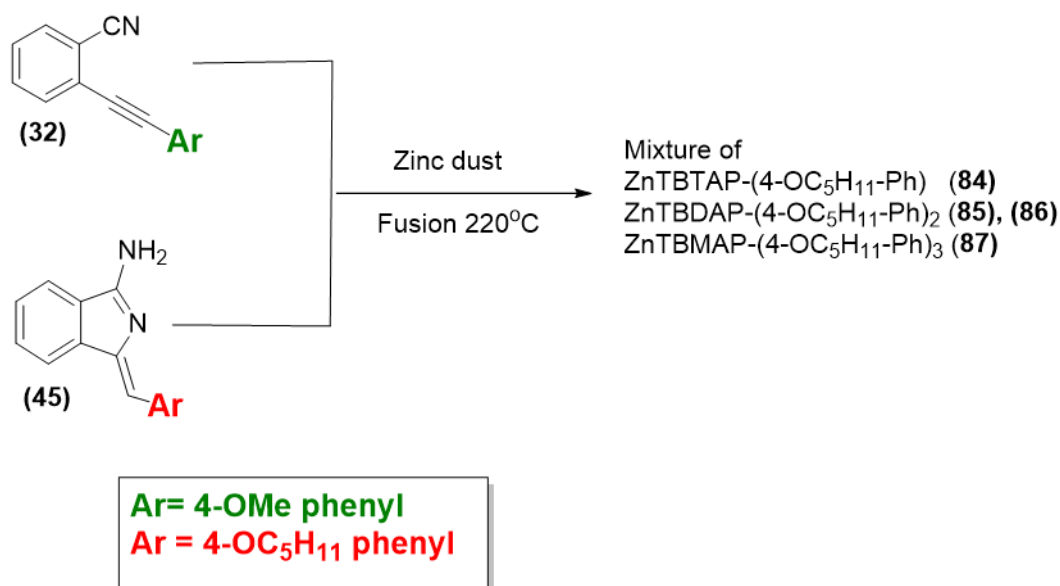 CN
(32)
Ar
NH₂
N
(45)
Ar
Zinc dust
Fusion 220°C
Mixture of
ZnTBTAP-(4-OC₅H₁₁-Ph) (84)
ZnTBDAP-(4-OC₅H₁₁-Ph)₂ (85), (86)
ZnTBMAP-(4-OC₅H₁₁-Ph)₃ (87)
Ar= 4-OMe phenyl
Ar = 4-OC₅H₁₁ phenyl